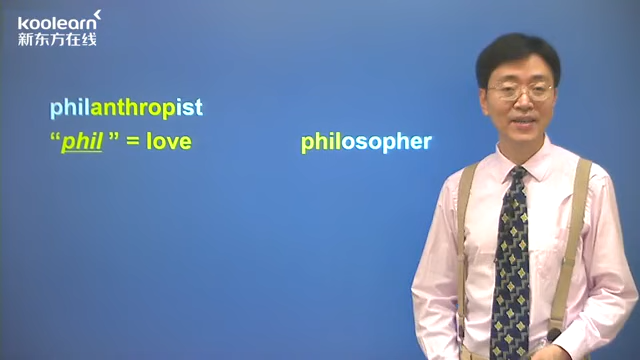 koolearn
新东方在线
philanthropist
“phil ” = love
philosopher